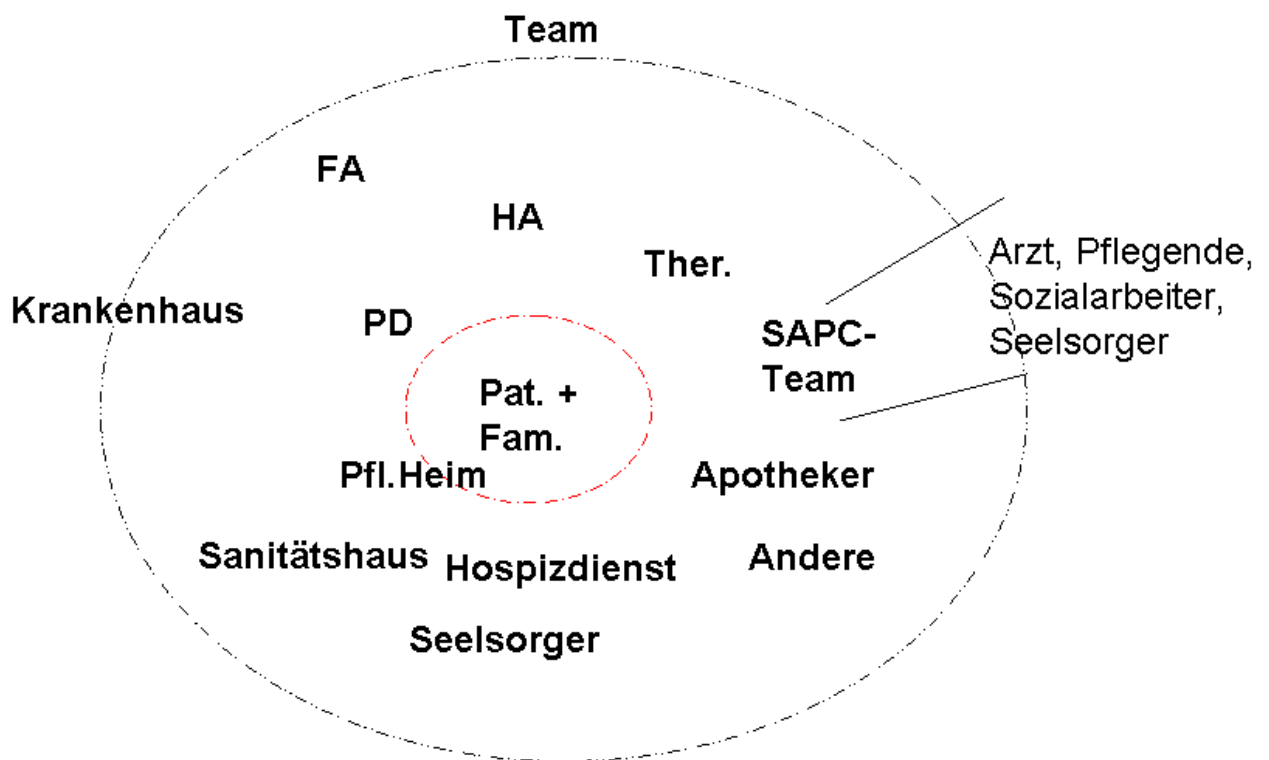 Team
FA
HA
Ther.
Krankenhaus
PD
SAPC-
Team
Arzt, Pflegende,
Sozialarbeiter,
Seelsorger
Pat. +
Fam.
Pfl.Heim
Apotheker
Sanitätshaus
Hospizdienst
Andere
Seelsorger